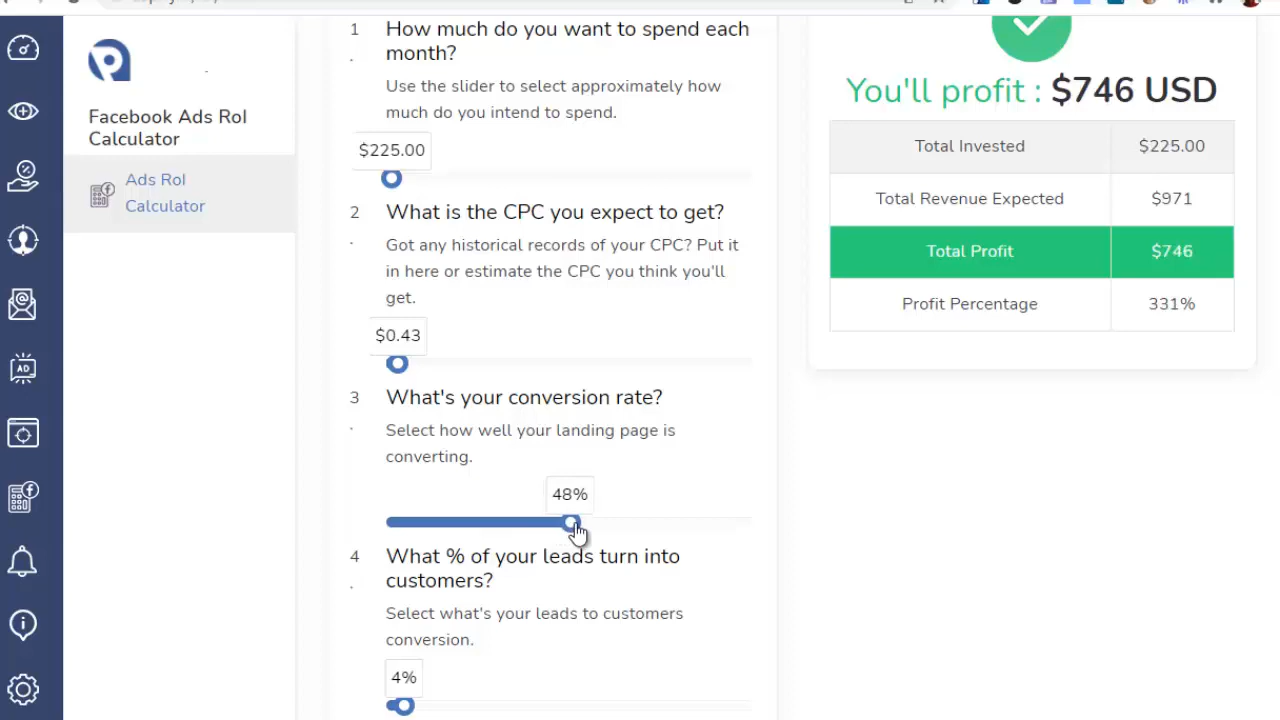 Facebook Ads RoI
Calculator
Ads RoI
Calculator
1
.
How much do you want to spend each
month?
Use the slider to select approximately how
much do you intend to spend.
$225.00
2
.
What is the CPC you expect to get?
Got any historical records of your CPC? Put it
in here or estimate the CPC you think you'll
get.
$0.43
3
.
What's your conversion rate?
Select how well your landing page is
converting.
48%
4
.
What % of your leads turn into
customers?
Select what's your leads to customers
conversion.
4%
You'll profit : $746 USD
Total Invested $225.00
Total Revenue Expected $971
Total Profit $746
Profit Percentage 331%
AD